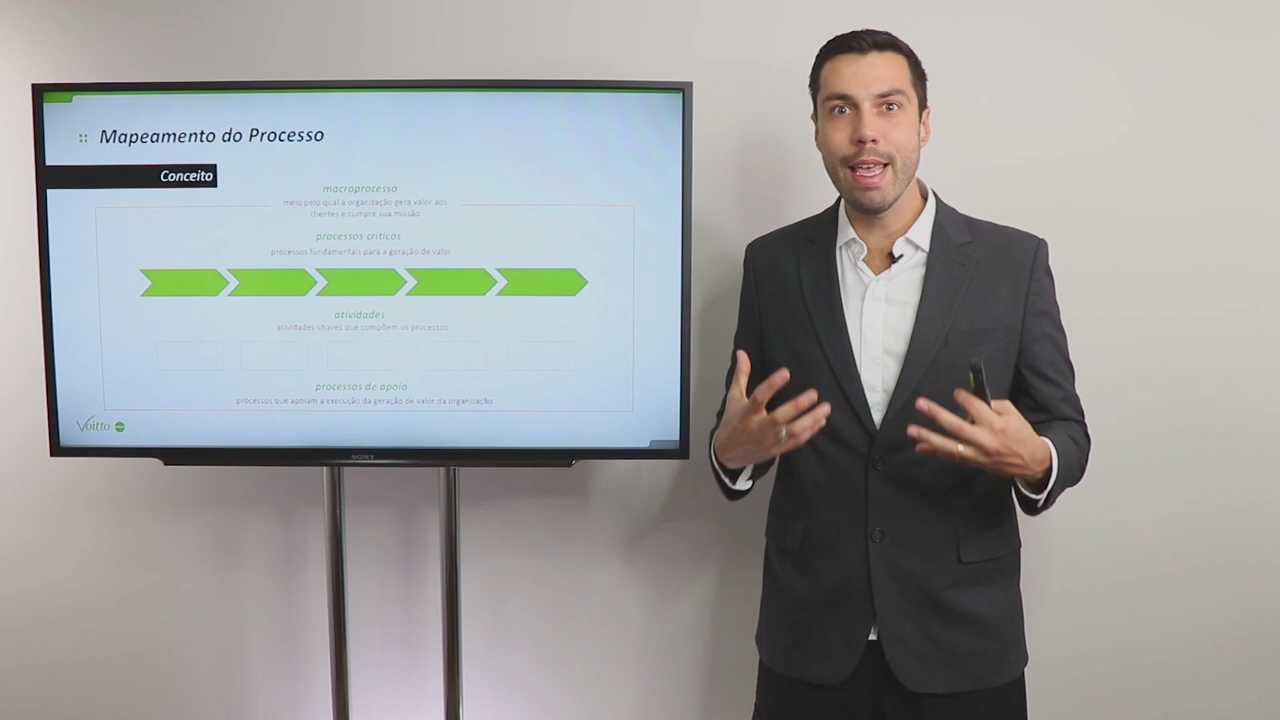 Mapeamento do Processo
Conceito
macroprocesso
meio pelo qual a organização gera valor aos
clientes e cumpre sua missão
processos críticos
processos fundamentais para a geração de valor
atividades
atividades-chaves que compõem os processos
processos de apoio
processos que apoiam a execução da geração de valor da organização
Voitto
SONY